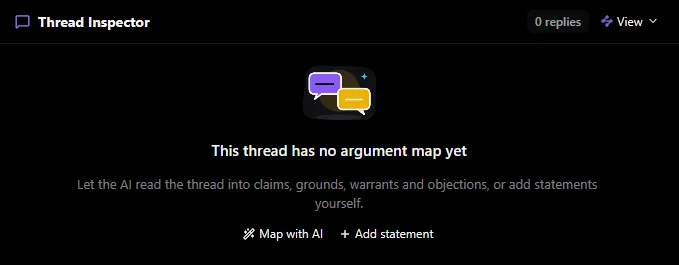 Thread Inspector
0 replies
View
This thread has no argument map yet
Let the AI read the thread into claims, grounds, warrants and objections, or add statements
yourself.
Map with AI
Add statement